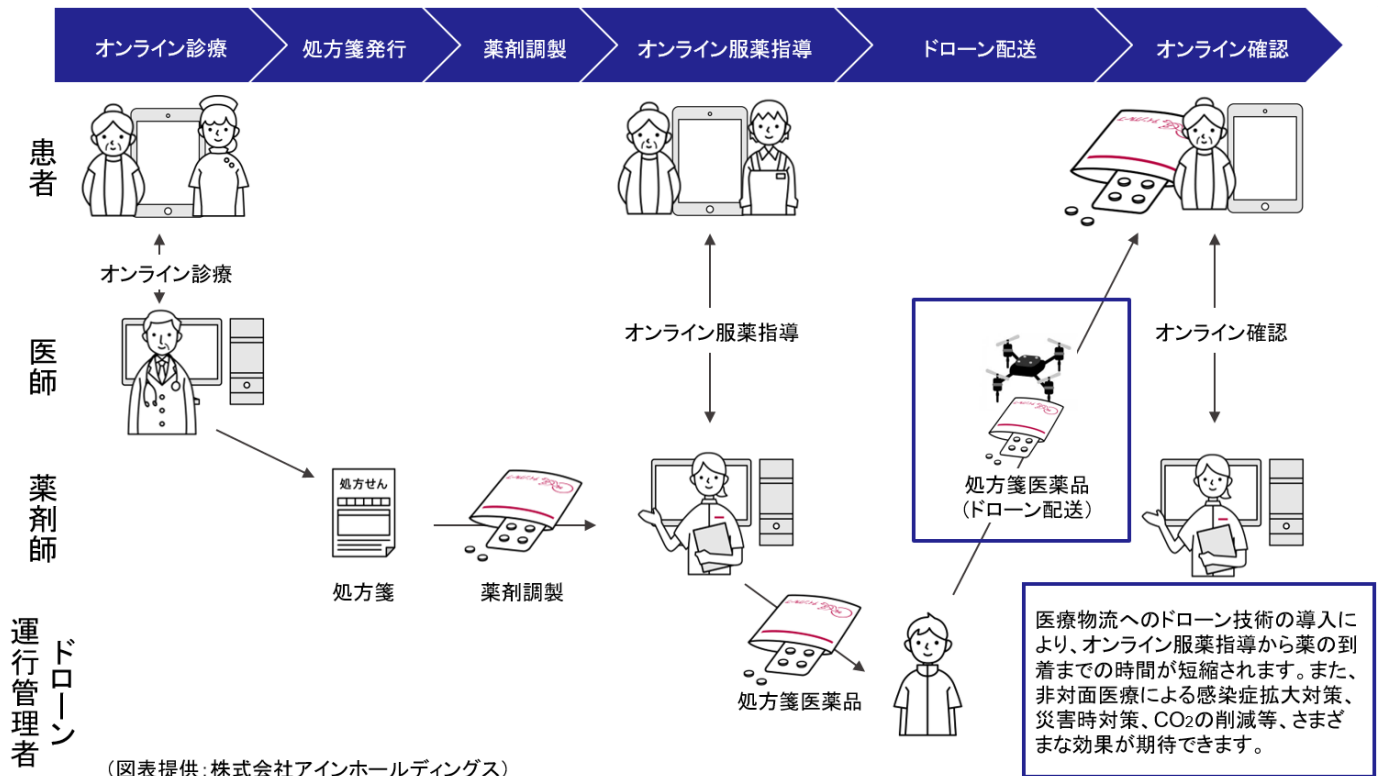 オンライン診療
処方箋発行
薬剤調製
オンライン服薬指導
ドローン配送
オンライン確認
患者
オンライン診療
オンライン服薬指導
オンライン確認
医師
処方箋医薬品
(ドローン配送)
薬剤師
処方せん
処方箋
薬剤調製
処方箋医薬品
ドローン
運行管理者
医療物流へのドローン技術の導入に
より、オンライン服薬指導から薬の到
着までの時間が短縮されます。また、
非対面医療による感染症拡大対策、
災害時対策、CO2の削減等、さまざ
まな効果が期待できます。
(図表提供:株式会社アインホールディングス)